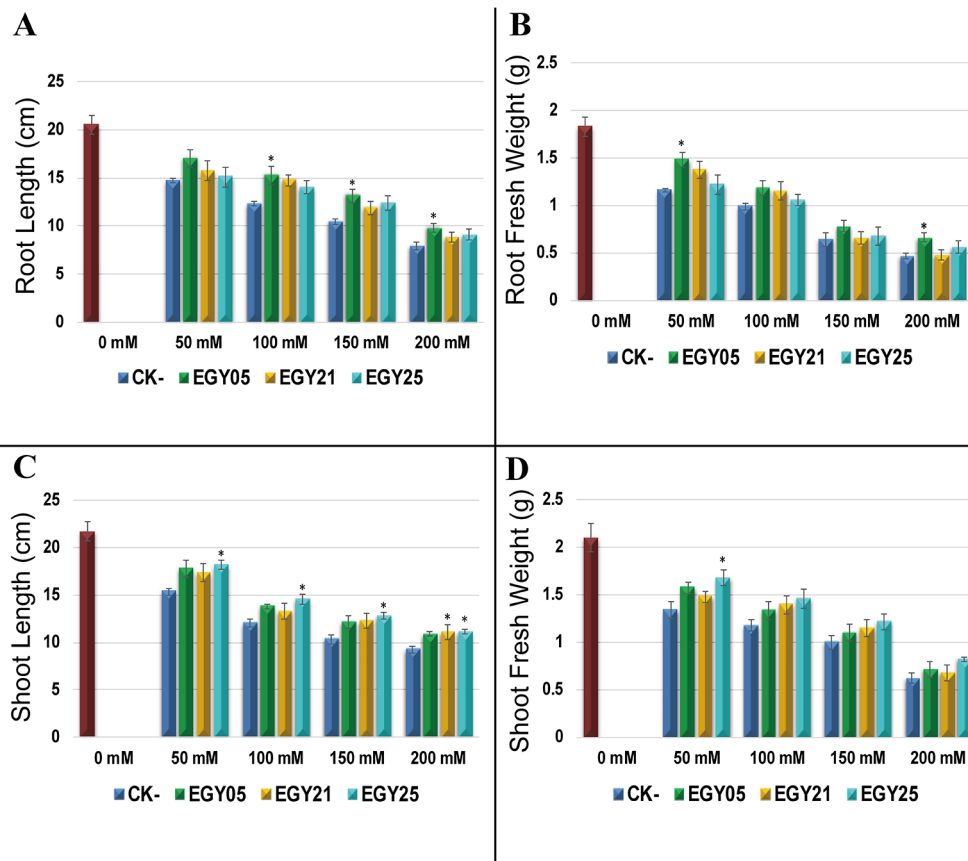 A
Root Length (cm)
25
20
15
10
5
0
*
*
*
0 mM 50 mM 100 mM 150 mM 200 mM
CK- EGY05 EGY21 EGY25
B
Root Fresh Weight (g)
2.5
2
1.5
1
0.5
0
*
*
0 mM 50 mM 100 mM 150 mM 200 mM
CK- EGY05 EGY21 EGY25
C
Shoot Length (cm)
25
20
15
10
5
0
*
*
*
* *
0 mM 50 mM 100 mM 150 mM 200 mM
CK- EGY05 EGY21 EGY25
D
Shoot Fresh Weight (g)
2.5
2
1.5
1
0.5
0
*
0 mM 50 mM 100 mM 150 mM 200 mM
CK- EGY05 EGY21 EGY25